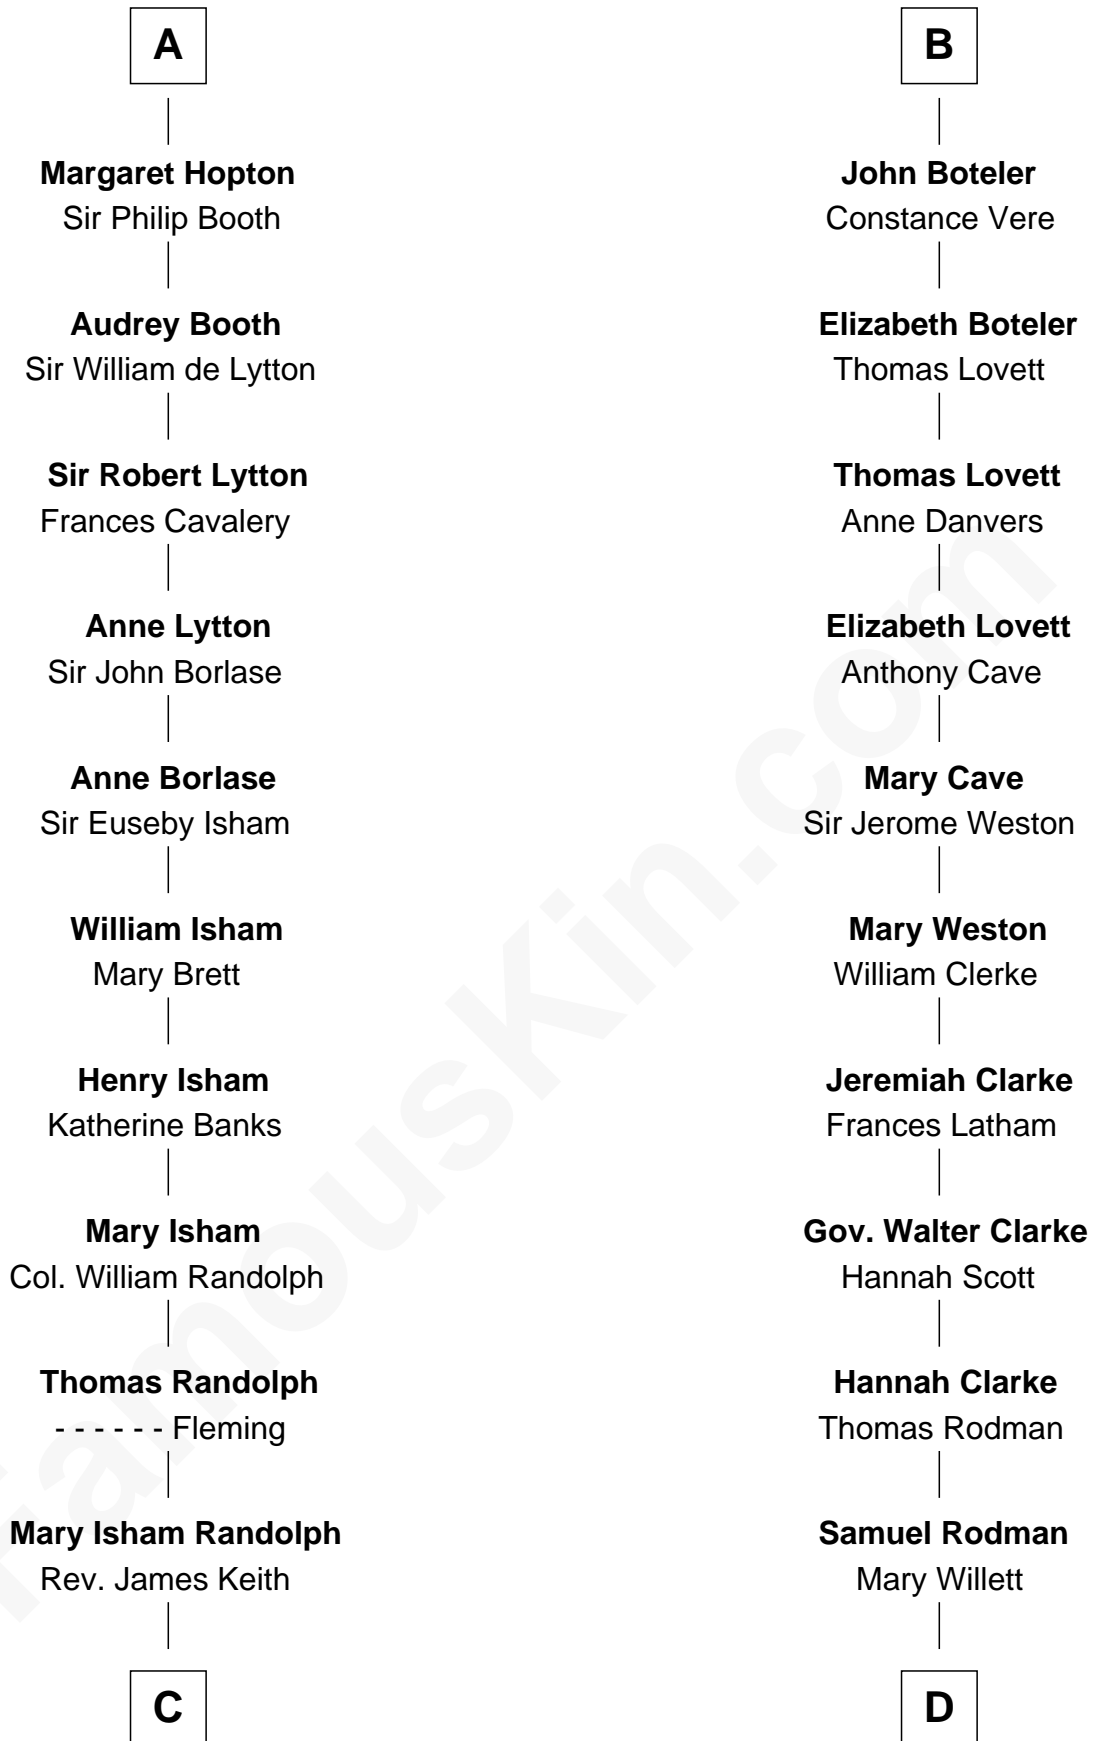 A
Margaret Hopton
Sir Philip Booth
Audrey Booth
Sir William de Lytton
Sir Robert Lytton
Frances Cavalery
Anne Lytton
Sir John Borlase
Anne Borlase
Sir Euseby Isham
William Isham
Mary Brett
Henry Isham
Katherine Banks
Mary Isham
Col. William Randolph
Thomas Randolph
- - - - - - Fleming
Mary Isham Randolph
Rev. James Keith
C
B
John Boteler
Constance Vere
Elizabeth Boteler
Thomas Lovett
Thomas Lovett
Anne Danvers
Elizabeth Lovett
Anthony Cave
Mary Cave
Sir Jerome Weston
Mary Weston
William Clerke
Jeremiah Clarke
Frances Latham
Gov. Walter Clarke
Hannah Scott
Hannah Clarke
Thomas Rodman
Samuel Rodman
Mary Willett
D
FamousKin.com